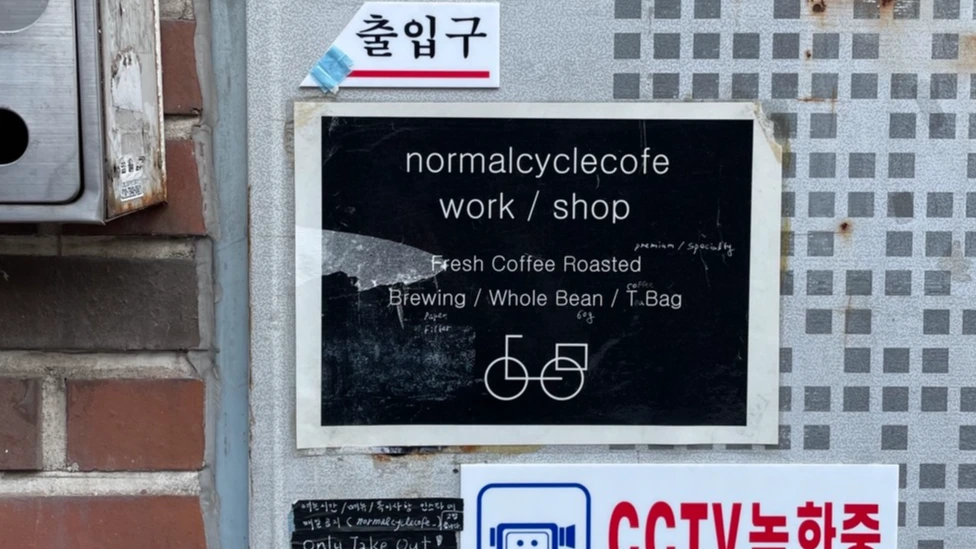 출입구
normalcyclecofe
work / shop
premium / specialty
Fresh Coffee Roasted
coffee
Brewing / Whole Bean / T Bag
Paper
Filter
60g
CCTV녹화중
(normalcyclecafe_)
Only Take Out